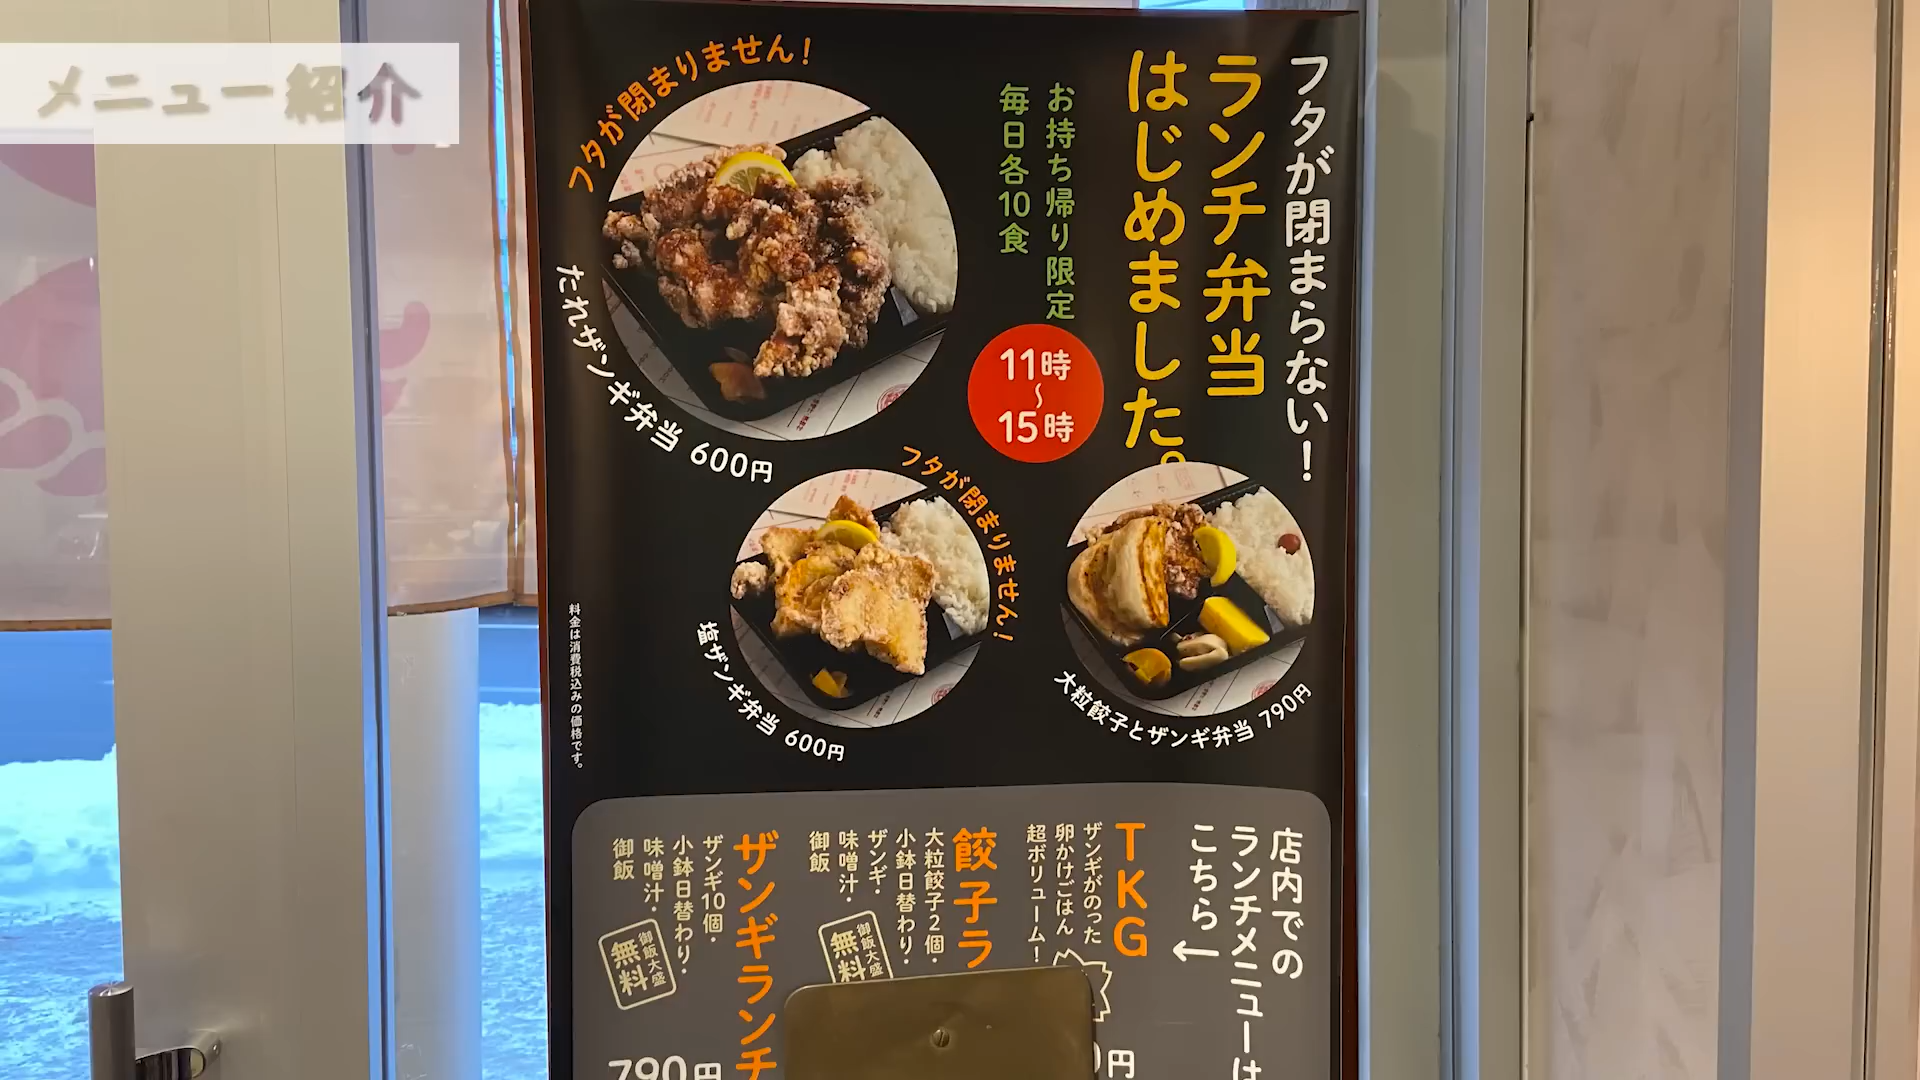 メニュー紹介
フタが閉まらない！
ランチ弁当
はじめました。
お持ち帰り限定
毎日各10食
11時
〜
15時
フタが閉まりません！
たれザンギ弁当 600円
フタが閉まりません！
塩ザンギ弁当 600円
大粒餃子とザンギ弁当 790円
料金は消費税込みの価格です。
店内での
ランチメニューは
こちら←
TKG
ザンギがのった
卵かけごはん
超ボリューム！
円
餃子ラ
大粒餃子2個・
小鉢日替わり・
ザンギ・
味噌汁・
御飯
御飯大盛
無料
ザンギランチ
ザンギ10個・
小鉢日替わり・
味噌汁・
御飯
御飯大盛
無料
790円